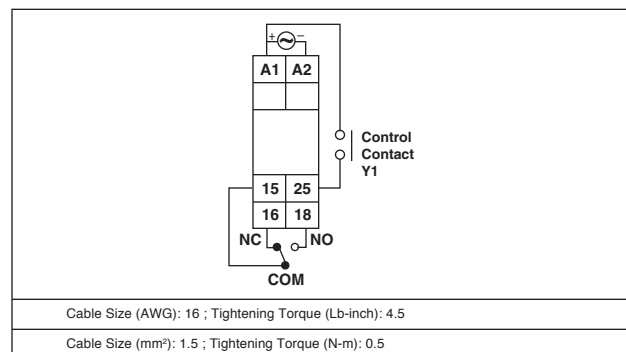 + ~ −
A1 A2
Control
Contact
Y1
15 25
16 18
NC NO
COM
Cable Size (AWG): 16 ; Tightening Torque (Lb-inch): 4.5
Cable Size (mm²): 1.5 ; Tightening Torque (N-m): 0.5